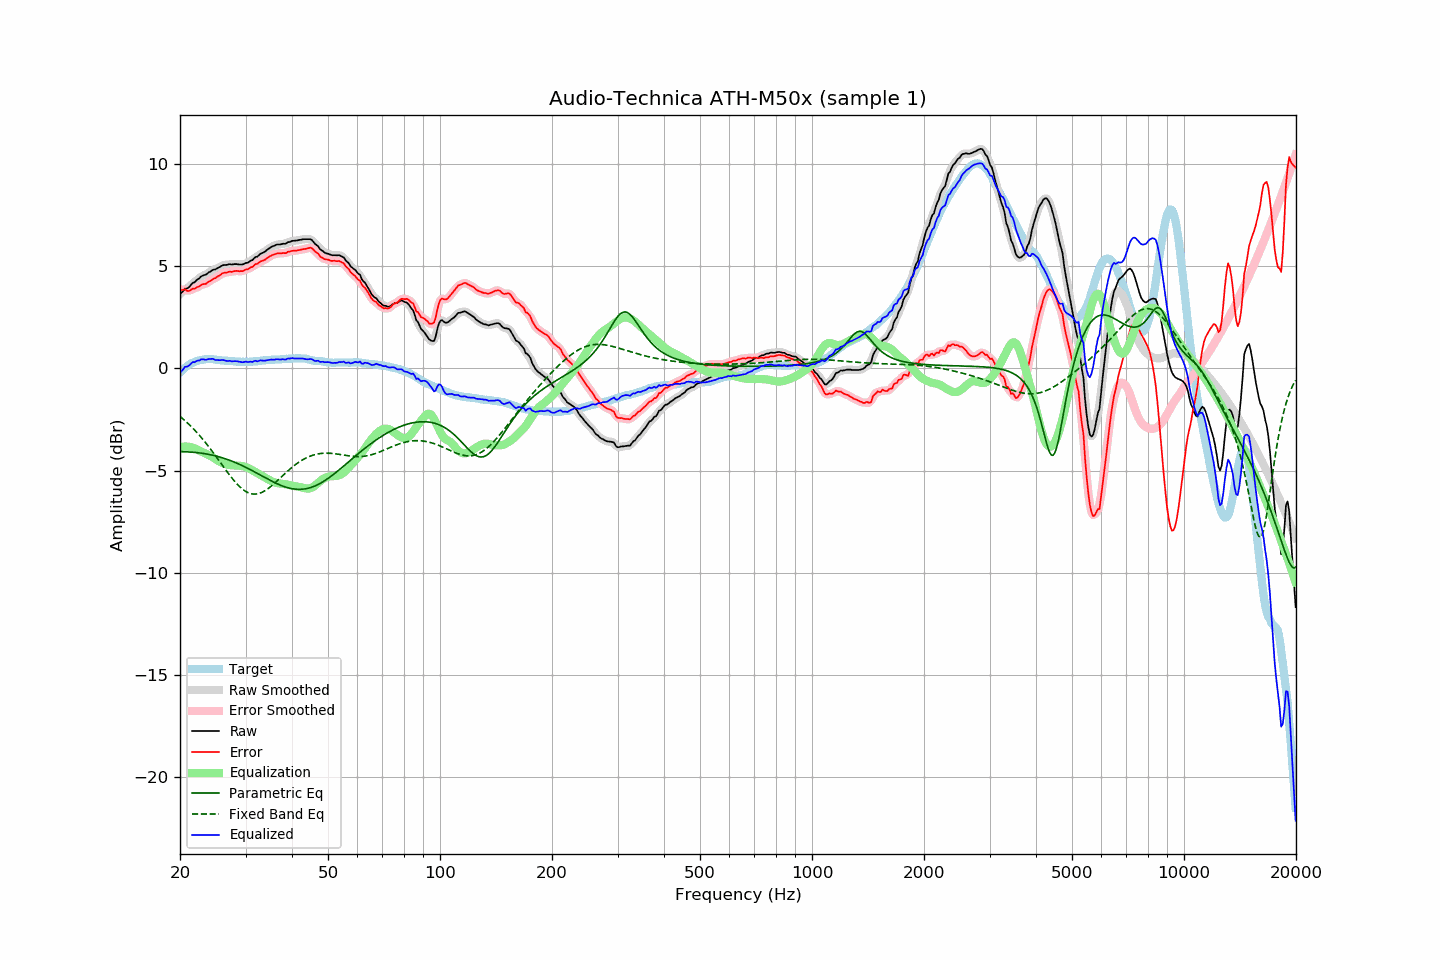 Audio-Technica ATH-M50x (sample 1)
Amplitude (dBr)
10
5
0
−5
−10
−15
−20
Target
Raw Smoothed
Error Smoothed
Raw
Error
Equalization
Parametric Eq
Fixed Band Eq
Equalized
20 50 100 200 500 1000 2000 5000 10000 20000
Frequency (Hz)